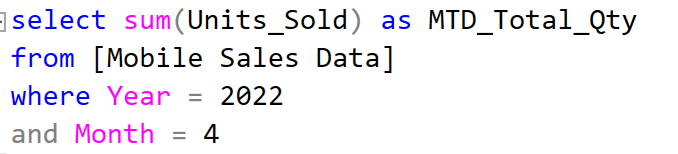 select sum(Units_Sold) as MTD_Total_Qty
from [Mobile Sales Data]
where Year = 2022
and Month = 4